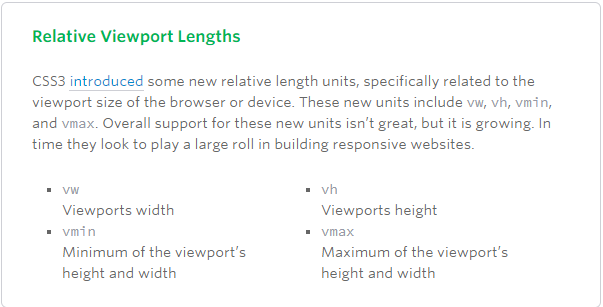 Relative Viewport Lengths
CSS3 introduced some new relative length units, specifically related to the
viewport size of the browser or device. These new units include vw, vh, vmin,
and vmax. Overall support for these new units isn’t great, but it is growing. In
time they look to play a large roll in building responsive websites.
vw
Viewports width
vmin
Minimum of the viewport’s
height and width
vh
Viewports height
vmax
Maximum of the viewport’s
height and width